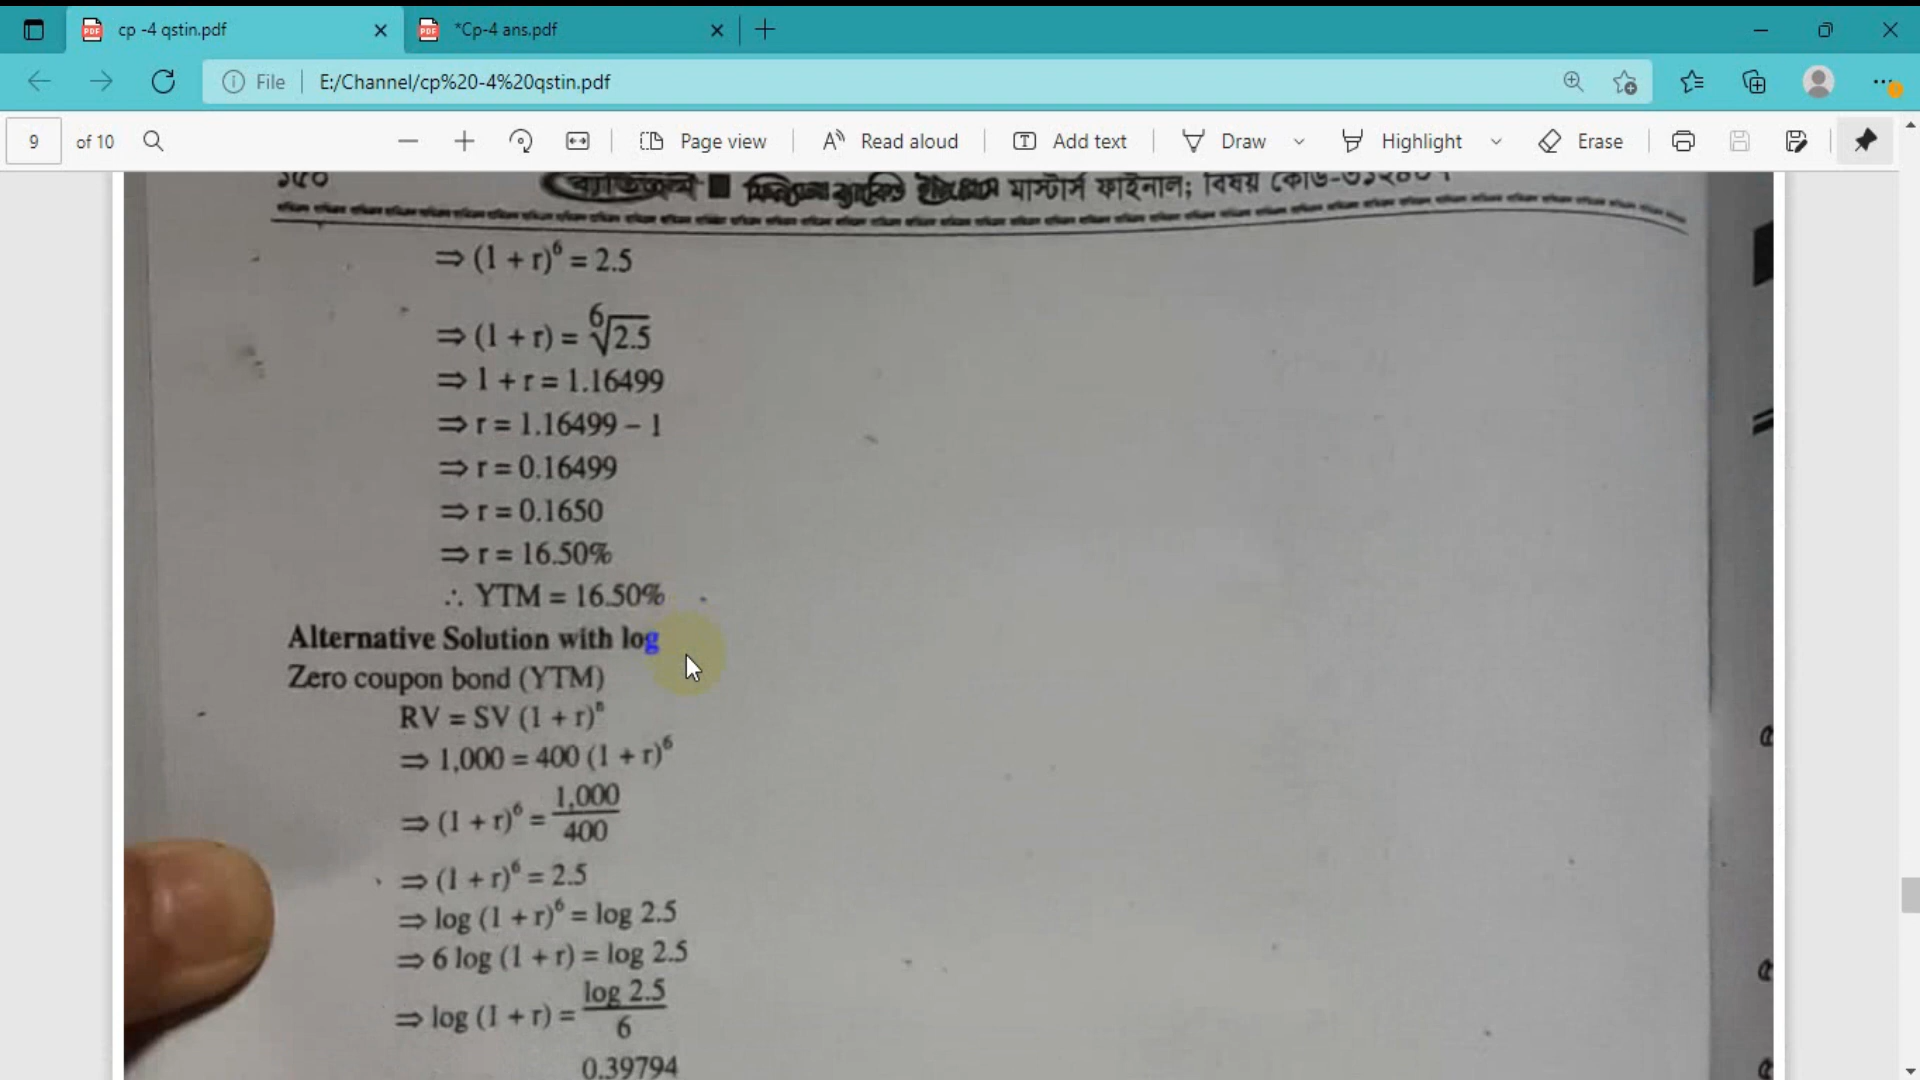 cp -4 qstin.pdf
*Cp-4 ans.pdf
File
E:/Channel/cp%20-4%20qstin.pdf
9 of 10
Page view
Read aloud
Add text
Draw
Highlight
Erase
১৫০ মাস্টার্স ফাইনাল; বিষয় কোড-
⇒ (1 + r)⁶ = 2.5
⇒ (1 + r) = ⁶√2.5
⇒ 1 + r = 1.16499
⇒ r = 1.16499 – 1
⇒ r = 0.16499
⇒ r = 0.1650
⇒ r = 16.50%
∴ YTM = 16.50%
Alternative Solution with log
Zero coupon bond (YTM)
RV = SV (1 + r)ⁿ
⇒ 1,000 = 400 (1 + r)⁶
⇒ (1 + r)⁶ = 1,000/400
⇒ (1 + r)⁶ = 2.5
⇒ log (1 + r)⁶ = log 2.5
⇒ 6 log (1 + r) = log 2.5
⇒ log (1 + r) = log 2.5/6
0.39794